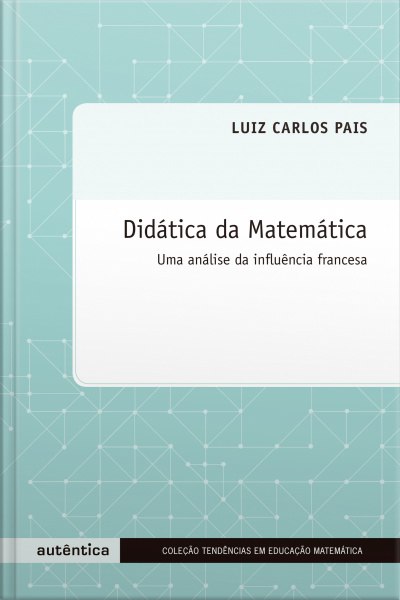 LUIZ CARLOS PAIS
Didática da Matemática
Uma análise da influência francesa
autêntica
COLEÇÃO TENDÊNCIAS EM EDUCAÇÃO MATEMÁTICA